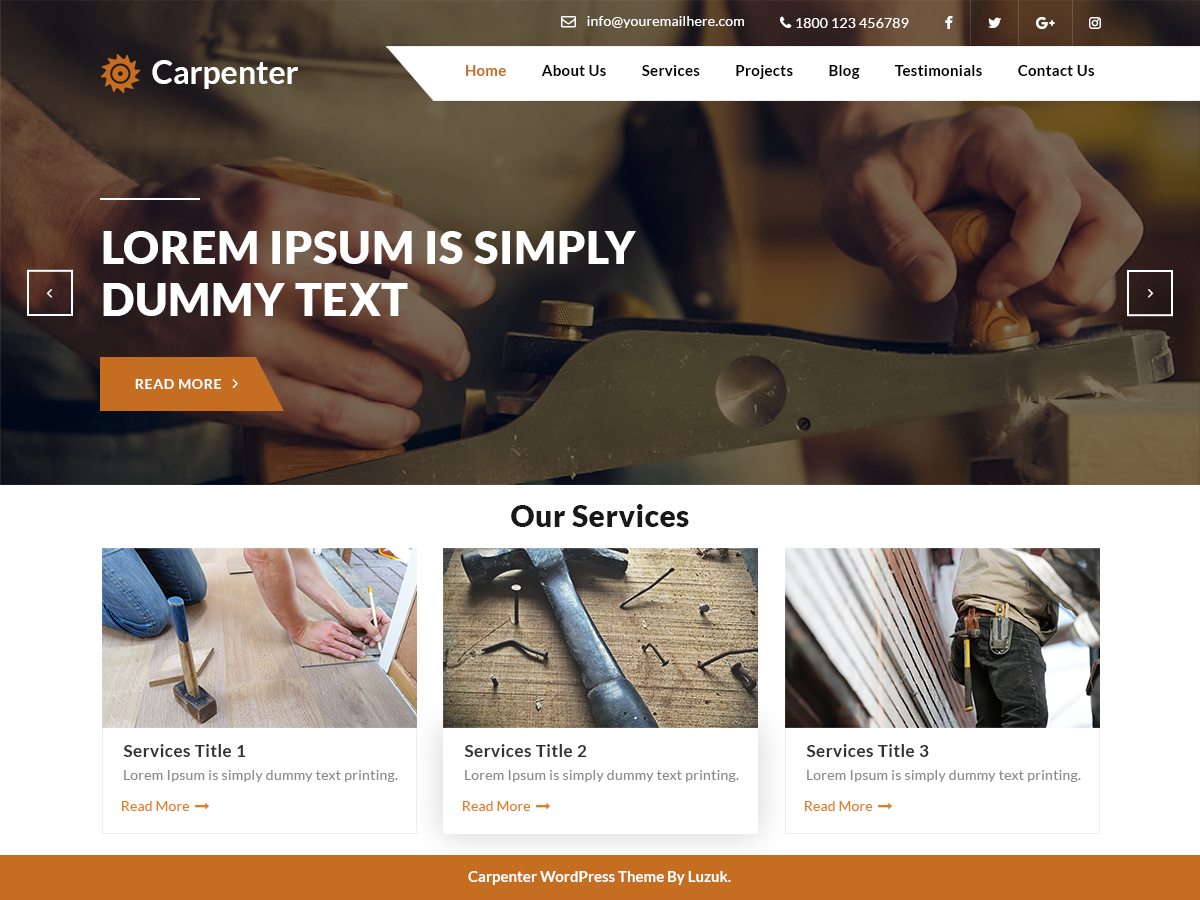 info@youremailhere.com
1800 123 456789
Carpenter
Home About Us Services Projects Blog Testimonials Contact Us
LOREM IPSUM IS SIMPLY
DUMMY TEXT
READ MORE
Our Services
Services Title 1
Lorem Ipsum is simply dummy text printing.
Read More
Services Title 2
Lorem Ipsum is simply dummy text printing.
Read More
Services Title 3
Lorem Ipsum is simply dummy text printing.
Read More
Carpenter WordPress Theme By Luzuk.